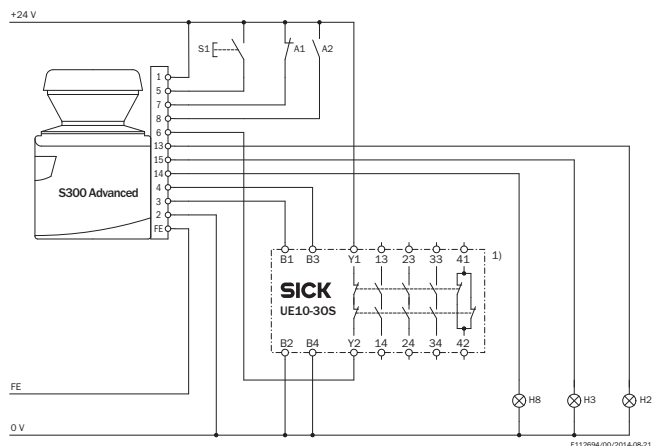 +24 V
S1
A1
A2
1
5
7
8
6
13
15
14
4
3
2
FE
S300 Advanced
B1 B3 Y1 13 23 33 41
1)
SICK
UE10-30S
B2 B4 Y2 14 24 34 42
FE
H8
H3
H2
0 V
E112694/00/2014-08-21